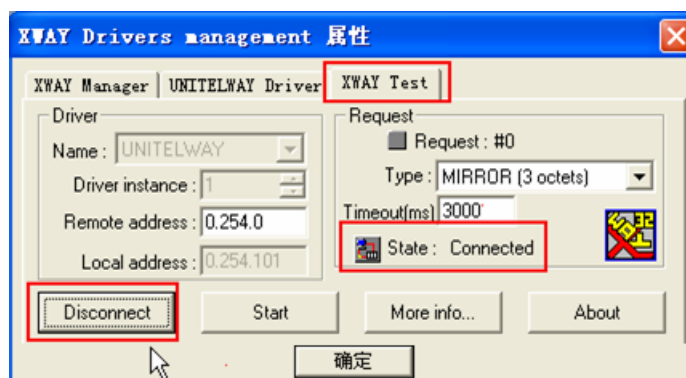 XWAY Drivers management 属性
XWAY Manager UNITELWAY Driver XWAY Test
Driver
Name : UNITELWAY
Driver instance : 1
Remote address : 0.254.0
Local address : 0.254.101
Request
Request : #0
Type : MIRROR (3 octets)
Timeout(ms) 3000
State : Connected
Disconnect Start More info... About
确定